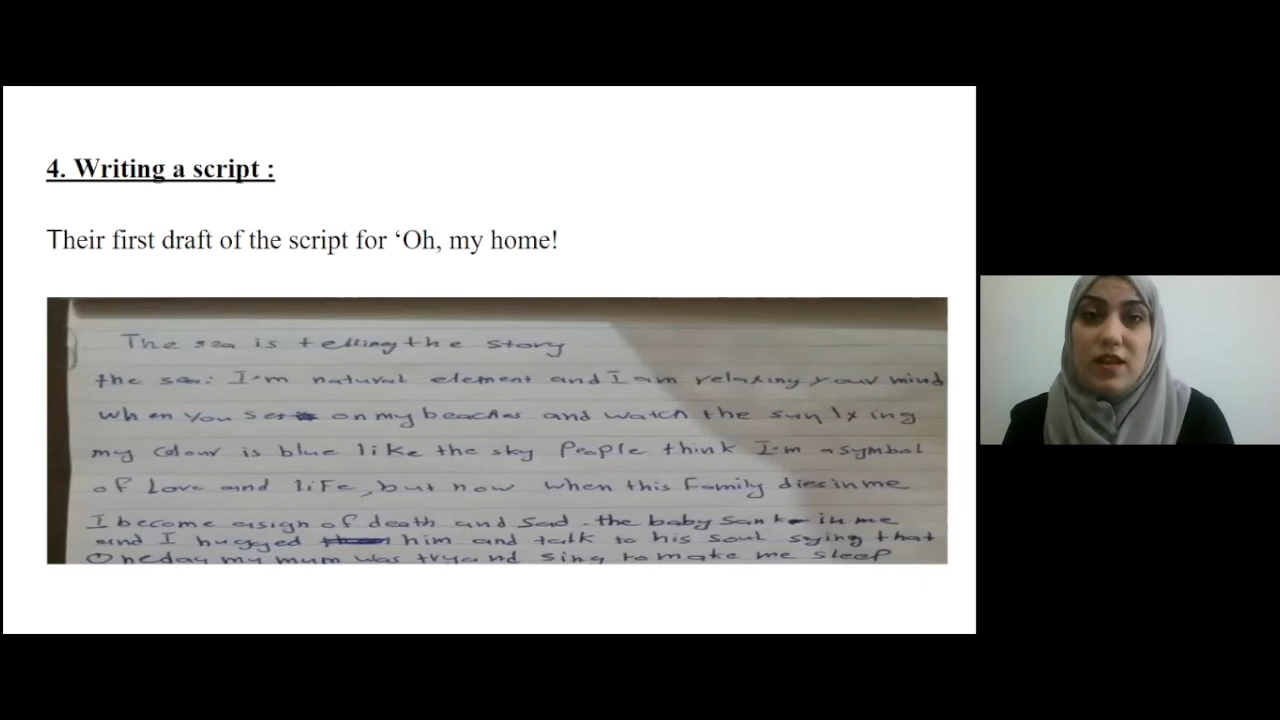 4. Writing a script :
Their first draft of the script for ‘Oh, my home!
The sea is telling the story
the sea: I'm natural element and I am relaxing your mind
when you set on my beaches and watch the sun
my colour is blue like the sky people think I'm a symbol
of Love and life, but now when this family dies in me
I become a sign of death and sad. the baby sank in me
and I hugged him and talk to his soul sying that
One day my mum was try and sing to make me sleep